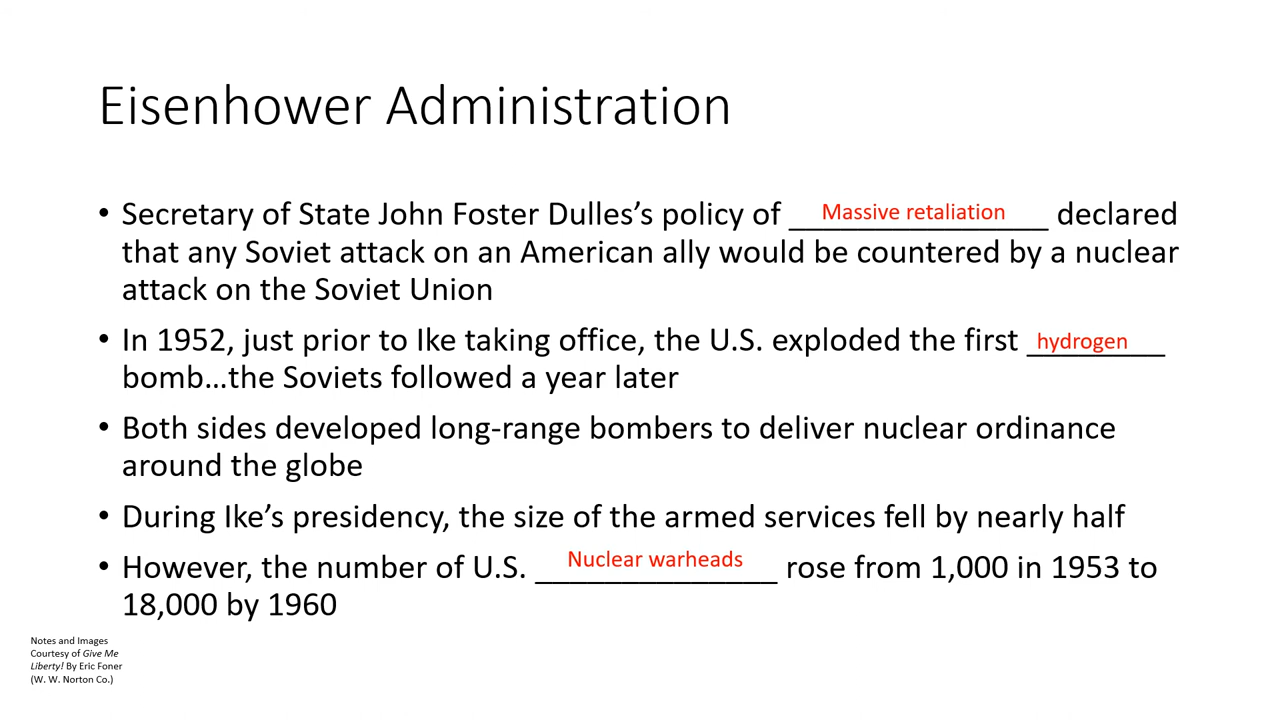 Eisenhower Administration
• Secretary of State John Foster Dulles’s policy of Massive retaliation declared
that any Soviet attack on an American ally would be countered by a nuclear
attack on the Soviet Union
• In 1952, just prior to Ike taking office, the U.S. exploded the first hydrogen
bomb…the Soviets followed a year later
• Both sides developed long-range bombers to deliver nuclear ordinance
around the globe
• During Ike’s presidency, the size of the armed services fell by nearly half
• However, the number of U.S. Nuclear warheads rose from 1,000 in 1953 to
18,000 by 1960
Notes and Images
Courtesy of Give Me
Liberty! By Eric Foner
(W. W. Norton Co.)